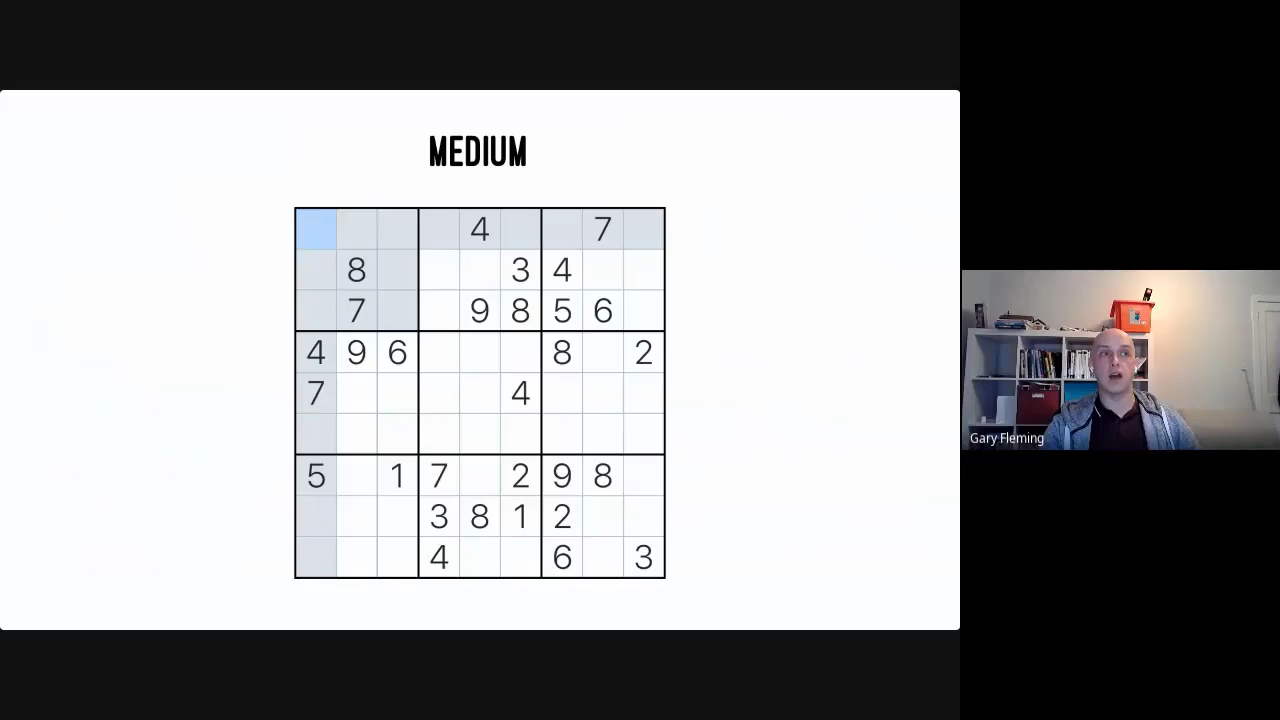 MEDIUM
4 7
8 3 4
7 9 8 5 6
4 9 6 8 2
7 4
5 1 7 2 9 8
3 8 1 2
4 6 3
Gary Fleming